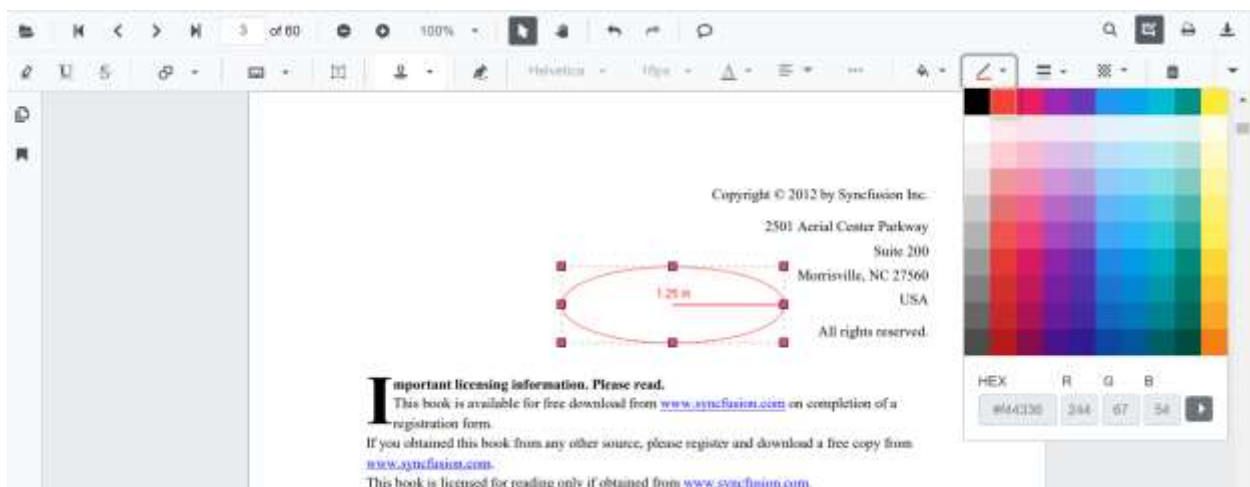 3 of 60 100%
U S Helvetica 16px A
Copyright © 2012 by Syncfusion Inc.
2501 Aerial Center Parkway
Suite 200
Morrisville, NC 27560
USA
All rights reserved.
1.25 in
Important licensing information. Please read.
This book is available for free download from www.syncfusion.com on completion of a
registration form.
If you obtained this book from any other source, please register and download a free copy from
www.syncfusion.com.
This book is licensed for reading only if obtained from www.syncfusion.com.
HEX R G B
#f44336 244 67 54